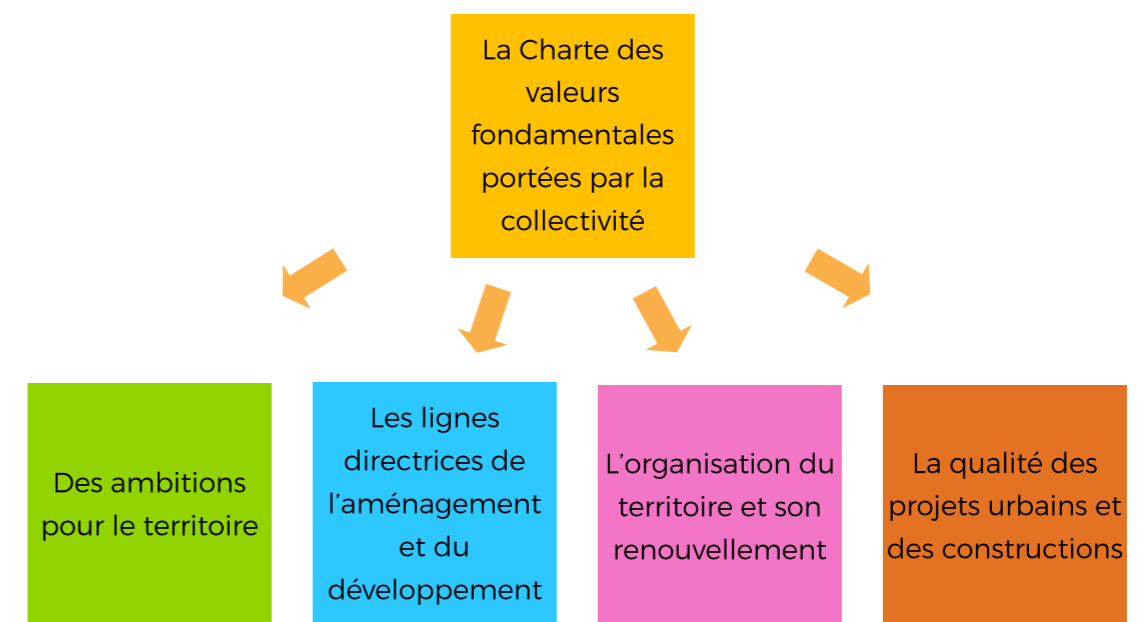 La Charte des
valeurs
fondamentales
portées par la
collectivité
Des ambitions
pour le territoire
Les lignes
directrices de
l’aménagement
et du
développement
L’organisation du
territoire et son
renouvellement
La qualité des
projets urbains et
des constructions